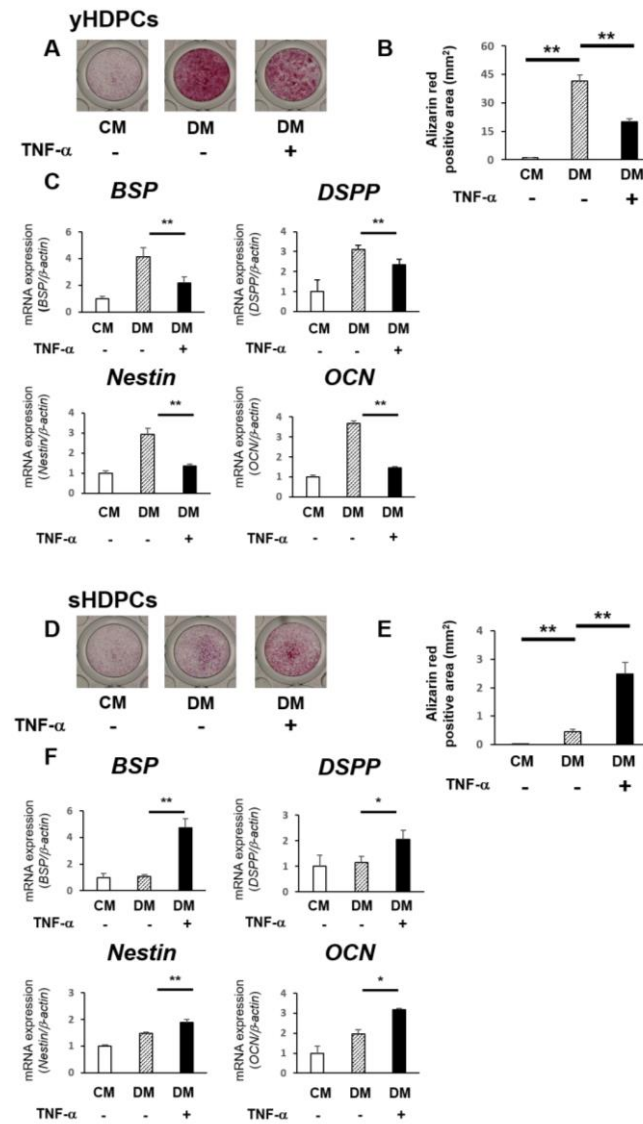 yHDPCs
A
B
CM DM DM
TNF-α - - +
Alizarin red
positive area (mm²)
60
45
30
15
0
** **
CM DM DM
TNF-α - - +
C
BSP
mRNA expression
(BSP/β-actin)
6
4
2
0
**
CM DM DM
TNF-α - - +
DSPP
mRNA expression
(DSPP/β-actin)
4
3
2
1
0
**
CM DM DM
TNF-α - - +
Nestin
mRNA expression
(Nestin/β-actin)
4
3
2
1
0
**
CM DM DM
TNF-α - - +
OCN
mRNA expression
(OCN/β-actin)
4
3
2
1
0
**
CM DM DM
TNF-α - - +
sHDPCs
D
E
CM DM DM
TNF-α - - +
Alizarin red
positive area (mm²)
4
3
2
1
0
** **
CM DM DM
TNF-α - - +
F
BSP
mRNA expression
(BSP/β-actin)
6
4
2
0
**
CM DM DM
TNF-α - - +
DSPP
mRNA expression
(DSPP/β-actin)
3
2
1
0
*
CM DM DM
TNF-α - - +
Nestin
mRNA expression
(Nestin/β-actin)
3
2
1
0
**
CM DM DM
TNF-α - - +
OCN
mRNA expression
(OCN/β-actin)
4
3
2
1
0
*
CM DM DM
TNF-α - - +